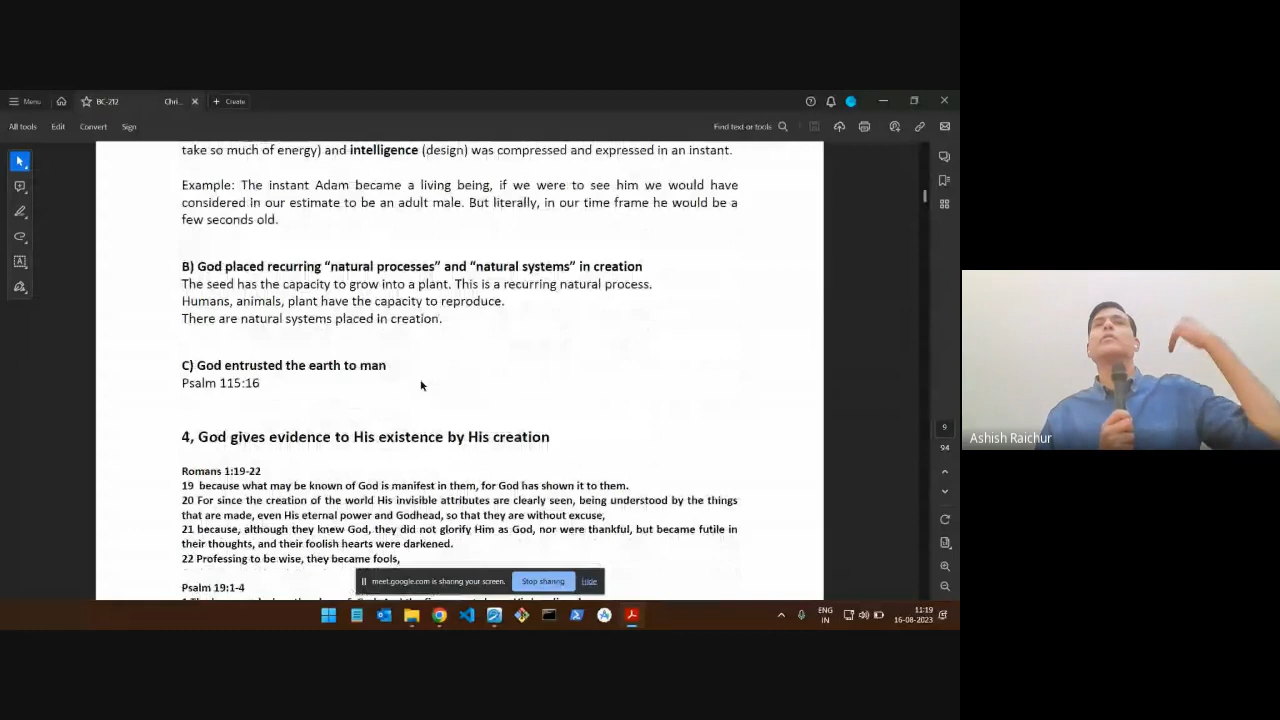 Menu
BC-212
Chri...
Create
All tools
Edit
Convert
Sign
Find text or tools
take so much of energy) and intelligence (design) was compressed and expressed in an instant.
Example: The instant Adam became a living being, if we were to see him we would have
considered in our estimate to be an adult male. But literally, in our time frame he would be a
few seconds old.
B) God placed recurring “natural processes” and “natural systems” in creation
The seed has the capacity to grow into a plant. This is a recurring natural process.
Humans, animals, plant have the capacity to reproduce.
There are natural systems placed in creation.
C) God entrusted the earth to man
Psalm 115:16
4, God gives evidence to His existence by His creation
Romans 1:19-22
19 because what may be known of God is manifest in them, for God has shown it to them.
20 For since the creation of the world His invisible attributes are clearly seen, being understood by the things
that are made, even His eternal power and Godhead, so that they are without excuse,
21 because, although they knew God, they did not glorify Him as God, nor were thankful, but became futile in
their thoughts, and their foolish hearts were darkened.
22 Professing to be wise, they became fools,
Psalm 19:1-4
9
94
meet.google.com is sharing your screen.
Stop sharing
Hide
ENG
IN
11:19
16-08-2023
Ashish Raichur